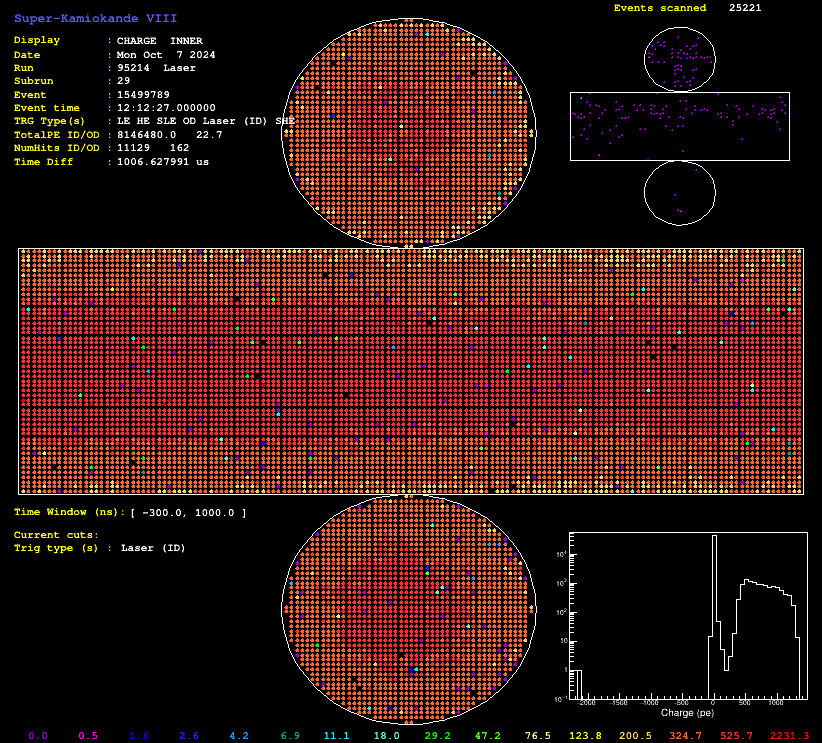 Super-Kamiokande VIII
Events scanned 25221
Display : CHARGE INNER
Date : Mon Oct 7 2024
Run : 95214 Laser
Subrun : 29
Event : 15499789
Event time : 12:12:27.000000
TRG Type(s) : LE HE SLE OD Laser (ID) SHE
TotalPE ID/OD : 8146480.0 22.7
NumHits ID/OD : 11129 162
Time Diff : 1006.627991 us
Time Window (ns): [ -300.0, 1000.0 ]
Current cuts:
Trig type (s) : Laser (ID)
10⁴
10³
10²
10
1
10⁻¹
-2000 -1500 -1000 -500 0 500 1000
Charge (pe)
0.0 0.5 1.6 2.6 4.2 6.9 11.1 18.0 29.2 47.2 76.5 123.8 200.5 324.7 525.7 2231.3